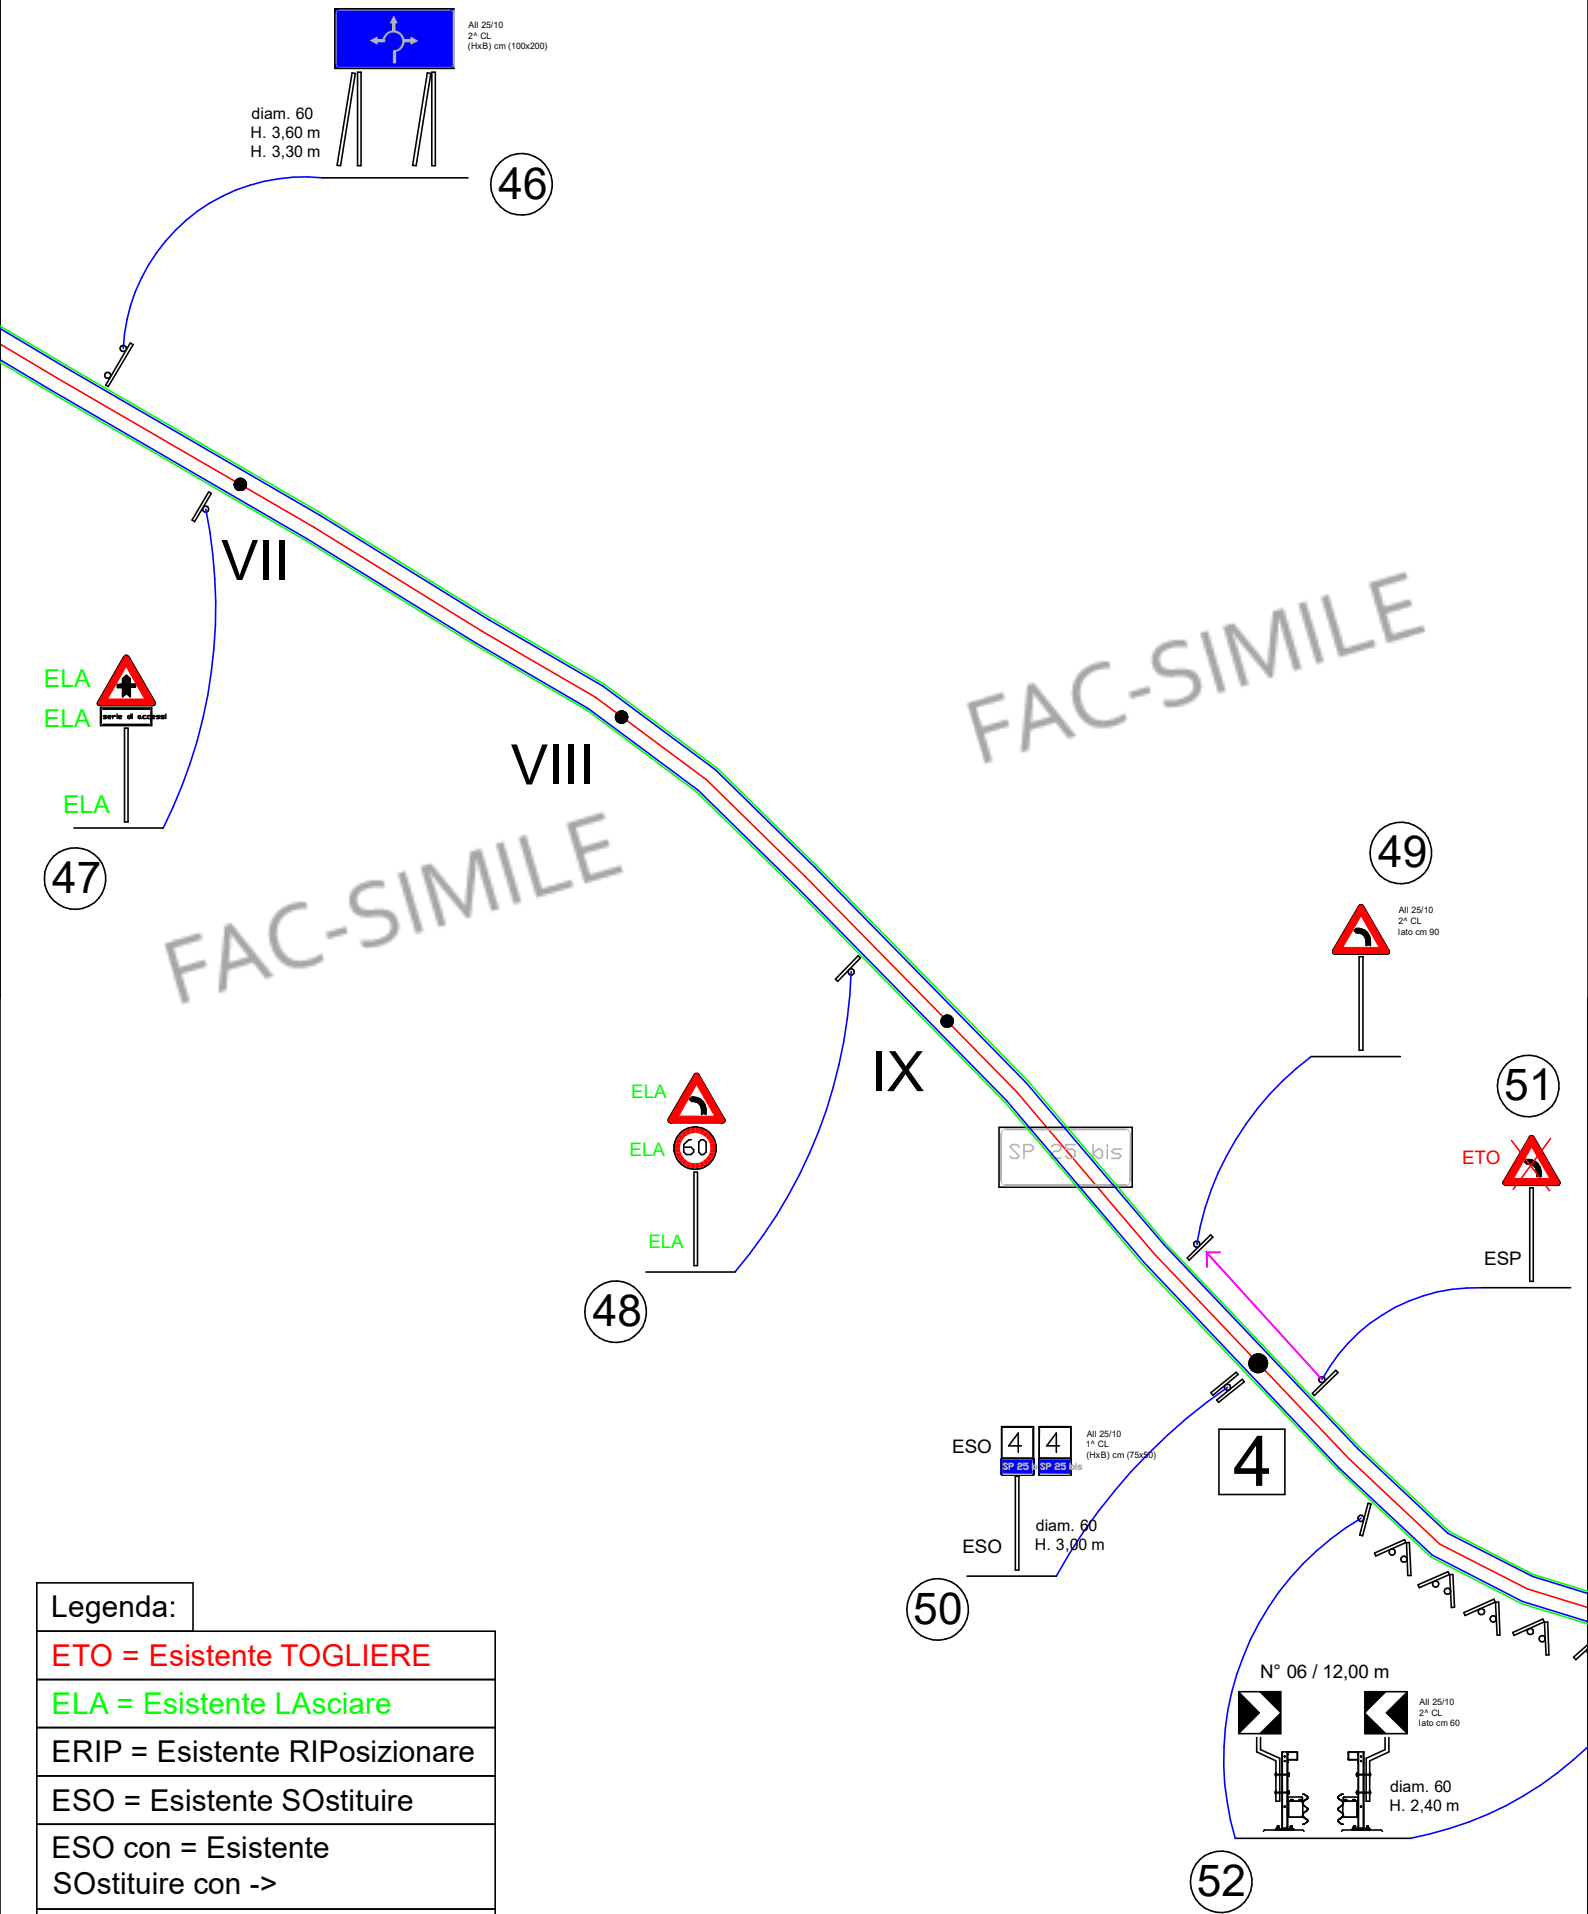 All 25/10
2^ CL
(HxB) cm (100x200)
diam. 60
H. 3,60 m
H. 3,30 m
46
VII
ELA
ELA
serie di accessi
ELA
47
VIII
FAC-SIMILE
FAC-SIMILE
49
All 25/10
2^ CL
lato cm 90
IX
51
ELA
ELA
60
ELA
48
SP 25 bis
ETO
ESP
ESO
4
4
SP 25
SP 25 bis
All 25/10
1^ CL
(HxB) cm (75x50)
4
diam. 60
H. 3,00 m
ESO
50
N° 06 / 12,00 m
All 25/10
2^ CL
lato cm 60
diam. 60
H. 2,40 m
52
Legenda:
ETO = Esistente TOGLIERE
ELA = Esistente LAsciare
ERIP = Esistente RIPosizionare
ESO = Esistente SOstituire
ESO con = Esistente
SOstituire con ->